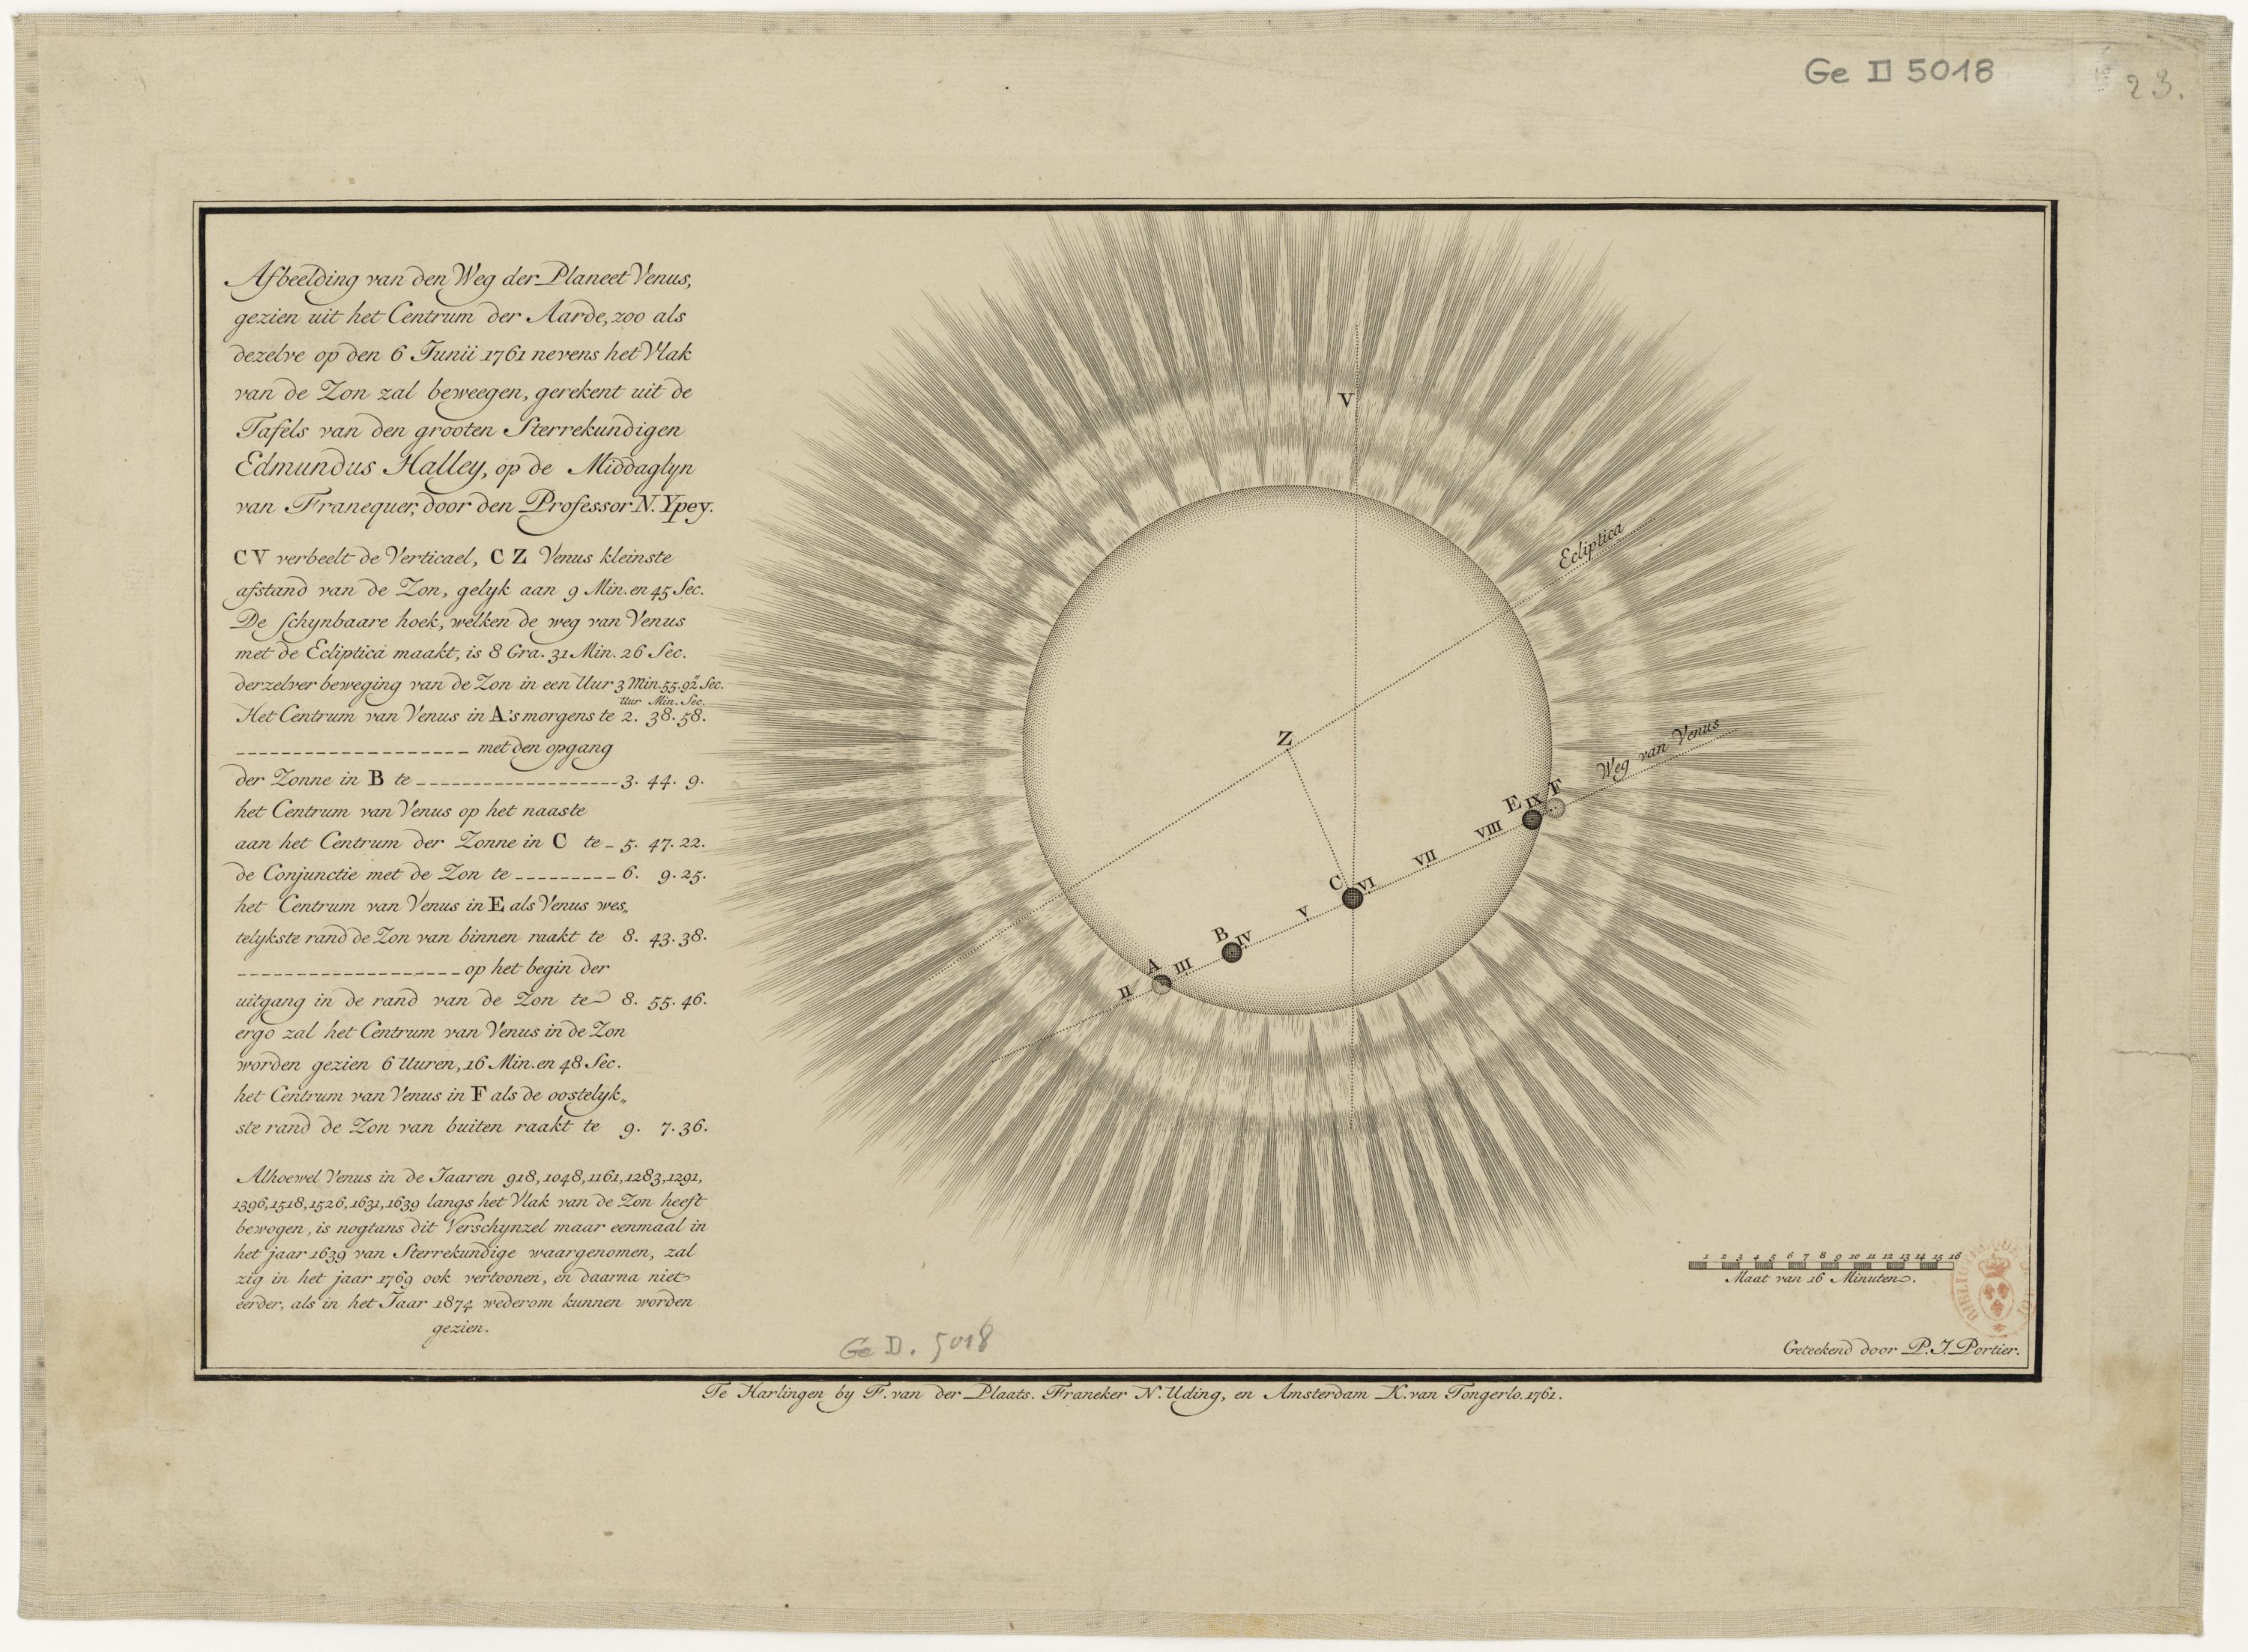 Ge D 5018
23.
Afbeelding van den Weg der Planeet Venus,
gezien uit het Centrum der Aarde, zoo als
dezelve op den 6 Junii 1761 nevens het Vlak
van de Zon zal beweegen, gerekent uit de
Tafels van den grooten Sterrekundigen
Edmundus Halley, op de Middaglyn
van Franequer, door den Professor N. Ypey.
CV verbeelt de Verticael, CZ Venus kleinste
afstand van de Zon, gelyk aan 9 Min. en 45 Sec.
De schynbaare hoek, welken de weg van Venus
met de Ecliptica maakt, is 8 Gra. 31 Min. 26 Sec.
derzelver beweging van de Zon in een Uur 3 Min. 55.92 Sec.
Uur Min. Sec.
Het Centrum van Venus in A's morgens te 2. 38. 58.
------------------- met den opgang
der Zonne in B te ------------------ 3. 44. 9.
het Centrum van Venus op het naaste
aan het Centrum der Zonne in C te - 5. 47. 22.
de Conjunctie met de Zon te --------- 6. 9. 25.
het Centrum van Venus in E als Venus wes„
telykste rand de Zon van binnen raakt te 8. 43. 38.
------------------- op het begin der
uitgang in de rand van de Zon te 8. 55. 46.
ergo zal het Centrum van Venus in de Zon
worden gezien 6 Uuren, 16 Min. en 48 Sec.
het Centrum van Venus in F als de oostelyk„
ste rand de Zon van buiten raakt te 9. 7. 36.
Alhoewel Venus in de Jaaren 918, 1048, 1161, 1283, 1291,
1396, 1518, 1526, 1631, 1639 langs het Vlak van de Zon heeft
bewogen, is nogtans dit Verschynzel maar eenmaal in
het jaar 1639 van Sterrekundige waargenomen, zal
zig in het jaar 1769 ook vertoonen, en daarna niet
eerder, als in het Jaar 1874 wederom kunnen worden
gezien.
V
Ecliptica
Z
Weg van Venus
E IX F
VIII
VII
C VI
V
B IV
A III
II
1 2 3 4 5 6 7 8 9 10 11 12 13 14 15 16
Maat van 16 Minuten.
Geteekend door P. J. Portier.
Ge D. 5018
Te Harlingen by F. van der Plaats. Franeker N. Uding, en Amsterdam K. van Tongerlo. 1761.